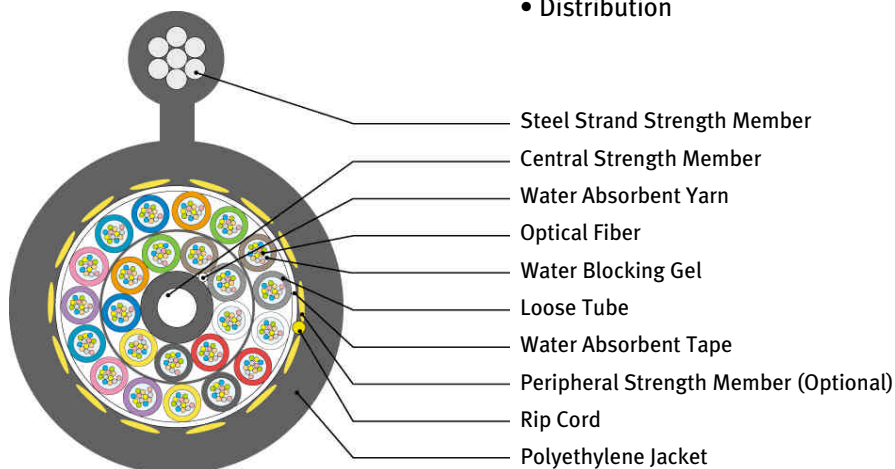 • Distribution
Steel Strand Strength Member
Central Strength Member
Water Absorbent Yarn
Optical Fiber
Water Blocking Gel
Loose Tube
Water Absorbent Tape
Peripheral Strength Member (Optional)
Rip Cord
Polyethylene Jacket